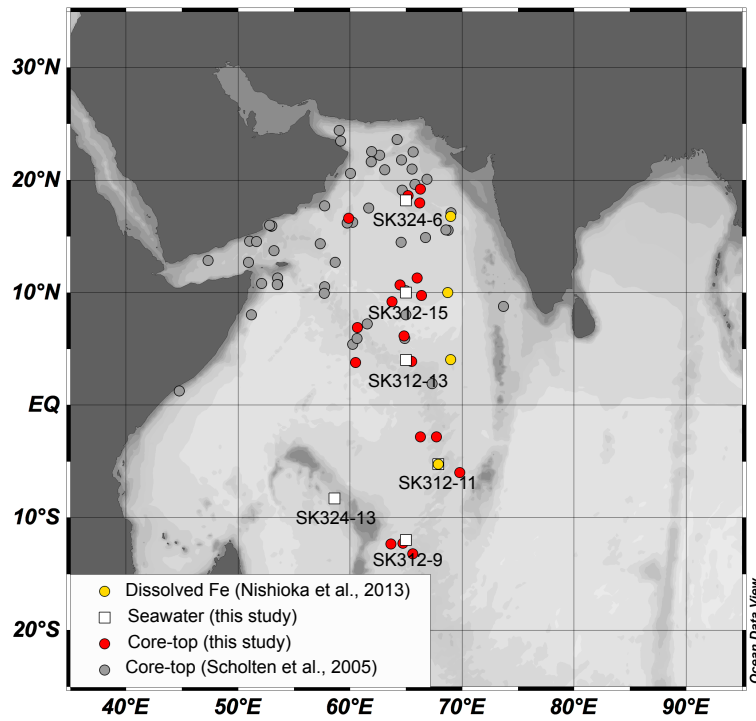 30°N
20°N
SK324-6
10°N
SK312-15
SK312-13
EQ
SK312-11
SK324-13
10°S
SK312-9
Dissolved Fe (Nishioka et al., 2013)
Seawater (this study)
Core-top (this study)
Core-top (Scholten et al., 2005)
20°S
Ocean Data View
40°E 50°E 60°E 70°E 80°E 90°E